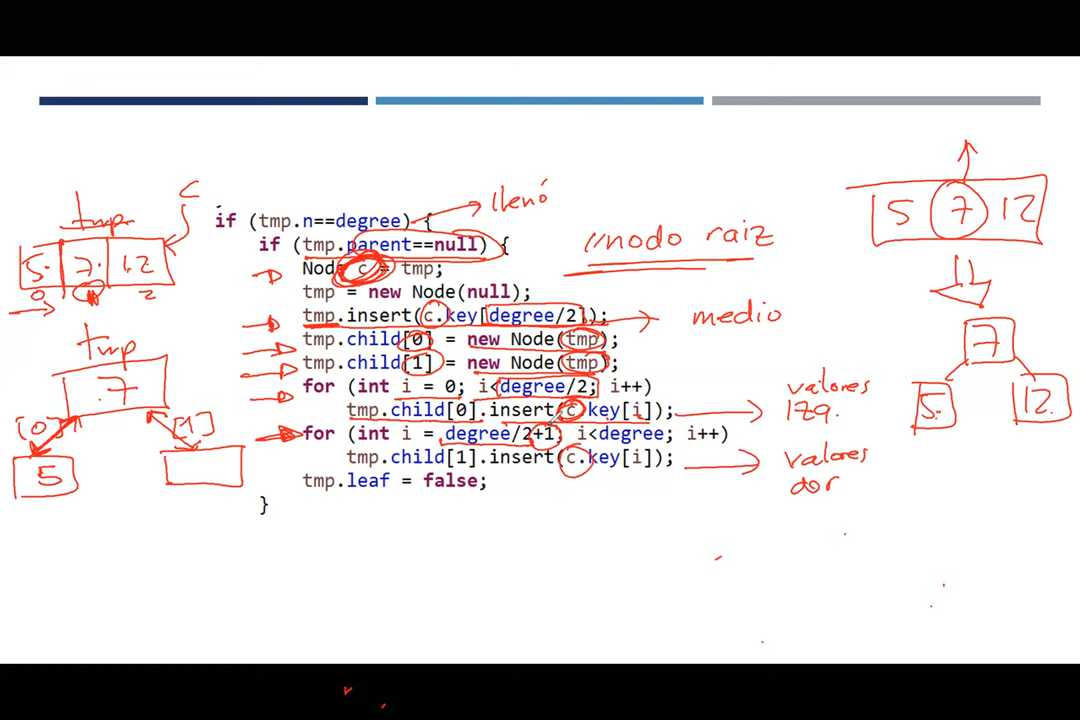 if (tmp.n==degree) {
if (tmp.parent==null) {
Node c = tmp;
tmp = new Node(null);
tmp.insert(c.key[degree/2]);
tmp.child[0] = new Node(tmp);
tmp.child[1] = new Node(tmp);
for (int i = 0; i<degree/2; i++)
tmp.child[0].insert(c.key[i]);
for (int i = degree/2+1; i<degree; i++)
tmp.child[1].insert(c.key[i]);
tmp.leaf = false;
}
llenó
//nodo raiz
medio
valores
izq.
valores
der
tmp
C
5 7 12
0 2
tmp
7
[0] [1]
5
5 7 12
7
5 12